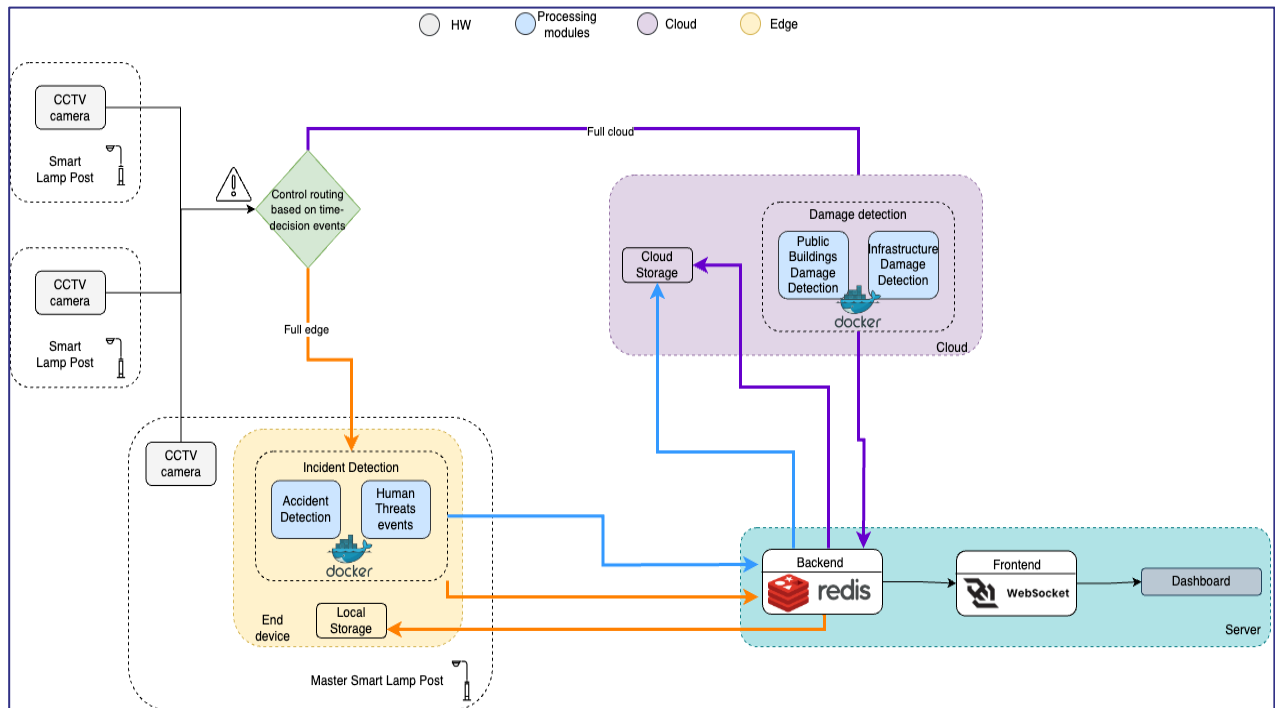 HW
Processing
modules
Cloud
Edge
CCTV
camera
Smart
Lamp Post
CCTV
camera
Smart
Lamp Post
Control routing
based on time-
decision events
Full cloud
Full edge
Damage detection
Public
Buildings
Damage
Detection
Infrastructure
Damage
Detection
docker
Cloud
Storage
Cloud
CCTV
camera
Incident Detection
Accident
Detection
Human
Threats
events
docker
End
device
Local
Storage
Master Smart Lamp Post
Backend
redis
Frontend
WebSocket
Dashboard
Server